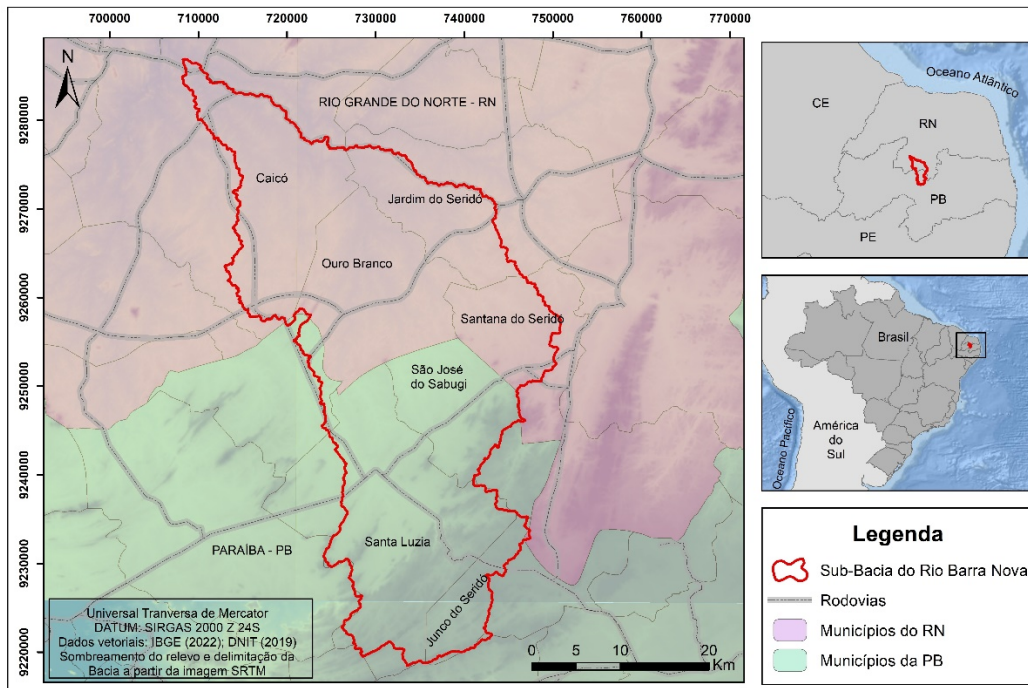 700000 710000 720000 730000 740000 750000 760000 770000
N
9280000
9270000
9260000
9250000
9240000
9230000
9220000
RIO GRANDE DO NORTE - RN
Caicó
Jardim do Seridó
Ouro Branco
Santana do Seridó
São José
do Sabugi
Santa Luzia
PARAÍBA - PB
Junco do Seridó
Universal Tranversa de Mercator
DATUM: SIRGAS 2000 Z 24S
Dados vetoriais: IBGE (2022); DNIT (2019)
Sombreamento do relevo e delimitação da
Bacia a partir da imagem SRTM
0 5 10 20
Km
Oceano Atlântico
CE
RN
PB
PE
Brasil
América
do
Sul
Oceano Pacífico
Legenda
Sub-Bacia do Rio Barra Nova
Rodovias
Municípios do RN
Municípios da PB